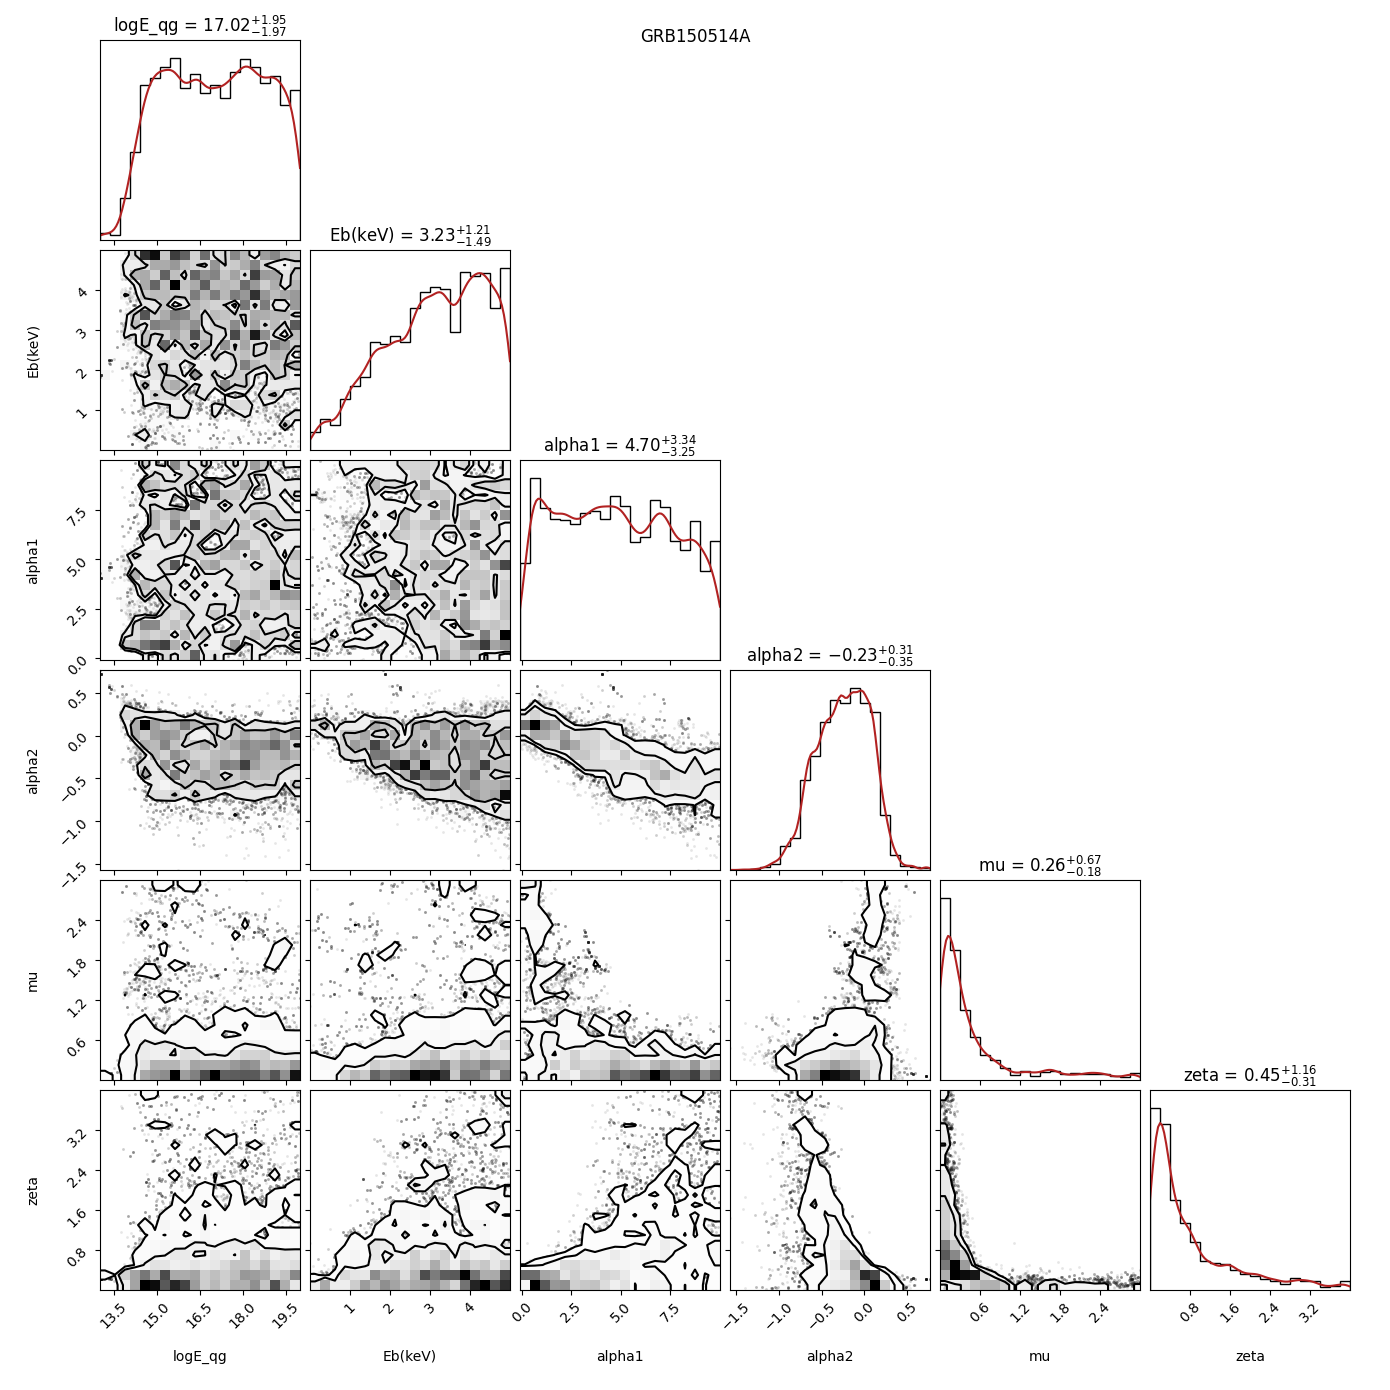 logE_qg = 17.02+1.95−1.97
GRB150514A
Eb(keV) = 3.23+1.21−1.49
Eb(keV)
4
3
2
1
alpha1 = 4.70+3.34−3.25
alpha1
7.5
5.0
2.5
0.0
alpha2 = −0.23+0.31−0.35
alpha2
0.5
0.0
−0.5
−1.0
−1.5
mu = 0.26+0.67−0.18
mu
2.4
1.8
1.2
0.6
zeta = 0.45+1.16−0.31
zeta
3.2
2.4
1.6
0.8
13.5 15.0 16.5 18.0 19.5 1 2 3 4 0.0 2.5 5.0 7.5 −1.5 −1.0 −0.5 0.0 0.5 0.6 1.2 1.8 2.4 0.8 1.6 2.4 3.2
logE_qg Eb(keV) alpha1 alpha2 mu zeta